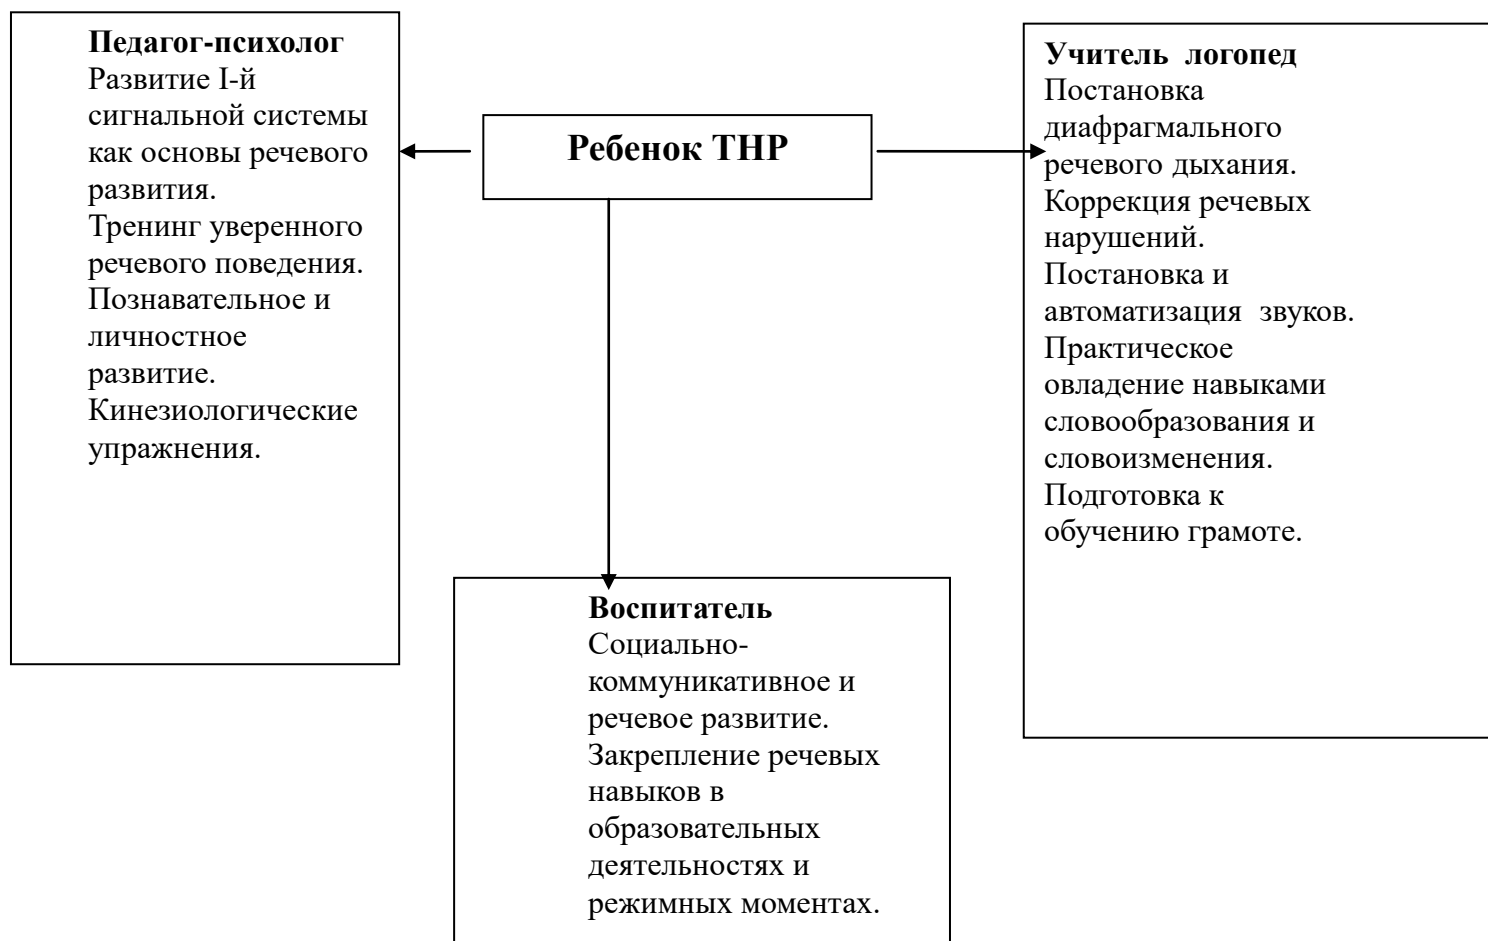 Педагог-психолог
Развитие I-й
сигнальной системы
как основы речевого
развития.
Тренинг уверенного
речевого поведения.
Познавательное и
личностное
развитие.
Кинезиологические
упражнения.
Ребенок ТНР
Учитель  логопед
Постановка
диафрагмального
речевого дыхания.
Коррекция речевых
нарушений.
Постановка и
автоматизация  звуков.
Практическое
овладение навыками
словообразования и
словоизменения.
Подготовка к
обучению грамоте.
Воспитатель
Социально-
коммуникативное и
речевое развитие.
Закрепление речевых
навыков в
образовательных
деятельностях и
режимных моментах.